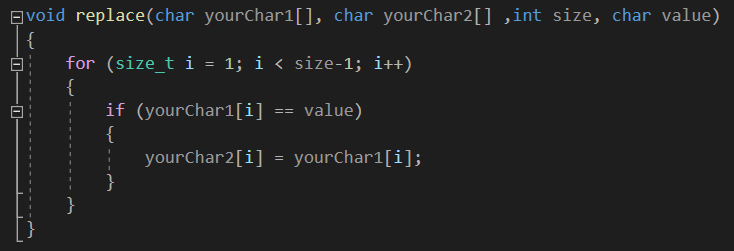 void replace(char yourChar1[], char yourChar2[] ,int size, char value)
{
for (size_t i = 1; i < size-1; i++)
{
if (yourChar1[i] == value)
{
yourChar2[i] = yourChar1[i];
}
}
}